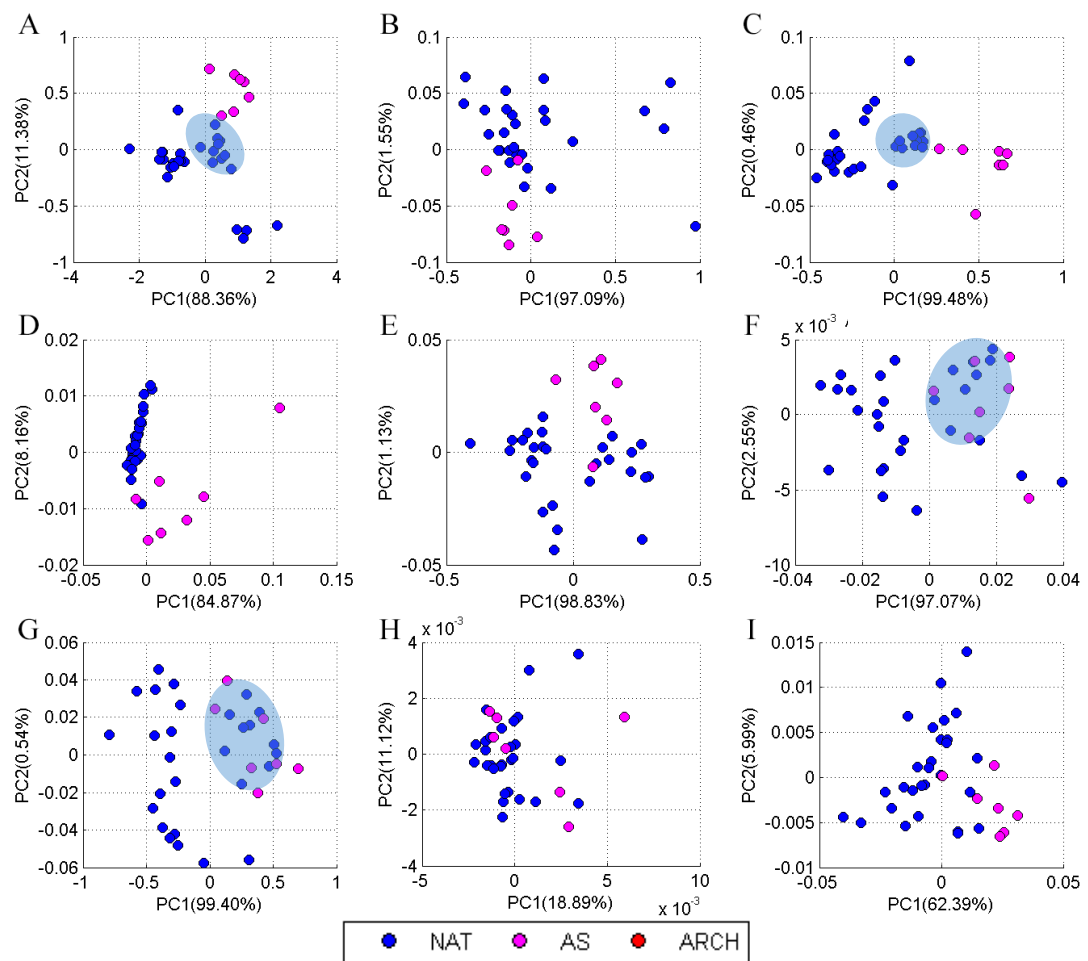 A
B
C
1
0.5
0
-0.5
-1
-4
-2
0
2
4
PC2(11.38%)
PC1(88.36%)
0.1
0.05
0
-0.05
-0.1
-1
-0.5
0
0.5
1
PC2(1.55%)
PC1(97.09%)
0.1
0.05
0
-0.05
-0.1
-0.5
0
0.5
1
PC2(0.46%)
PC1(99.48%)
D
E
F
0.02
0.01
0
-0.01
-0.02
-0.05
0
0.05
0.1
0.15
PC2(8.16%)
PC1(84.87%)
0.05
0
-0.05
-0.5
0
0.5
PC2(1.13%)
PC1(98.83%)
5
x 10
-3
0
-5
-10
-0.04
-0.02
0
0.02
0.04
PC2(2.55%)
PC1(97.07%)
G
H
I
0.06
0.04
0.02
0
-0.02
-0.04
-0.06
-1
-0.5
0
0.5
1
PC2(0.54%)
PC1(99.40%)
x 10
-3
4
2
0
-2
-4
-5
0
5
10
PC2(11.12%)
PC1(18.89%)
x 10
-3
0.015
0.01
0.005
0
-0.005
-0.01
-0.05
0
0.05
PC2(5.99%)
PC1(62.39%)
NAT AS ARCH